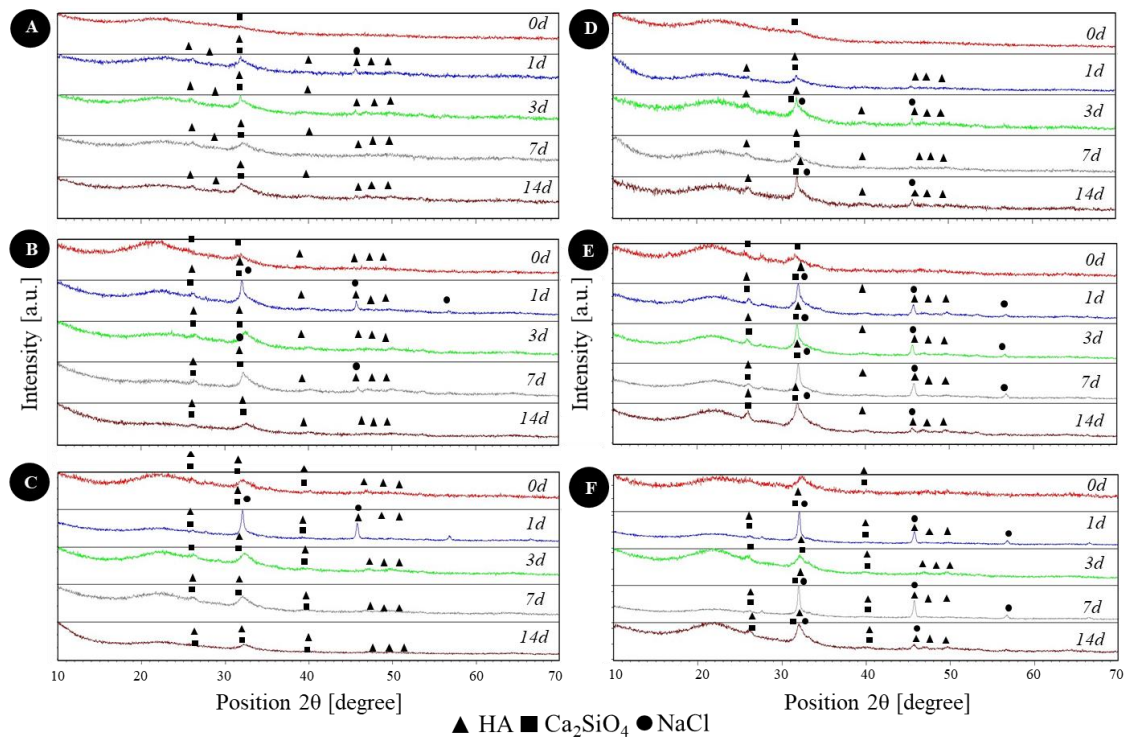 A
0d
1d
3d
7d
14d
B
0d
1d
3d
7d
14d
C
0d
1d
3d
7d
14d
10 20 30 40 50 60 70
Position 2θ [degree]
Intensity [a.u.]
D
0d
1d
3d
7d
14d
E
0d
1d
3d
7d
14d
F
0d
1d
3d
7d
14d
10 20 30 40 50 60 70
Position 2θ [degree]
Intensity [a.u.]
▲ HA ■ Ca₂SiO₄ ● NaCl